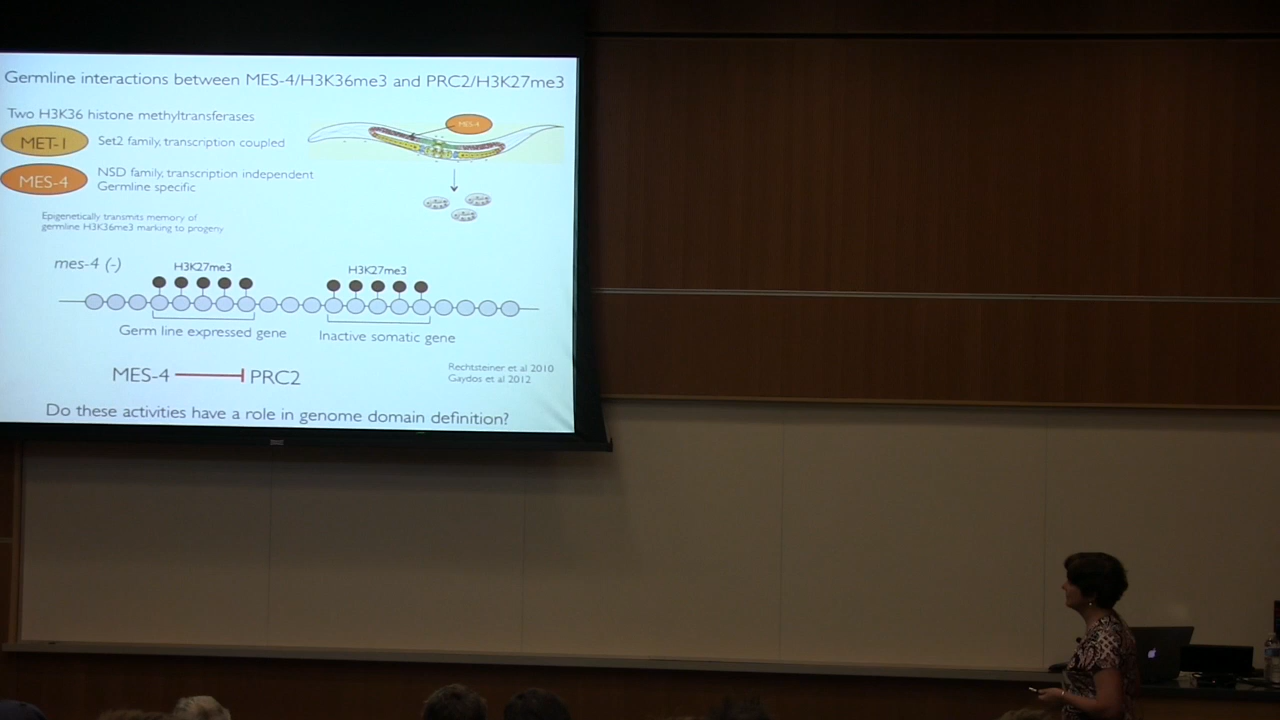 Germline interactions between MES-4/H3K36me3 and PRC2/H3K27me3
Two H3K36 histone methyltransferases
MET-1
Set2 family, transcription coupled
MES-4
MES-4
NSD family, transcription independent
Germline specific
Epigenetically transmits memory of
germline H3K36me3 marking to progeny
mes-4 (-)
H3K27me3
H3K27me3
Germ line expressed gene
Inactive somatic gene
MES-4
PRC2
Rechtsteiner et al 2010
Gaydos et al 2012
Do these activities have a role in genome domain definition?